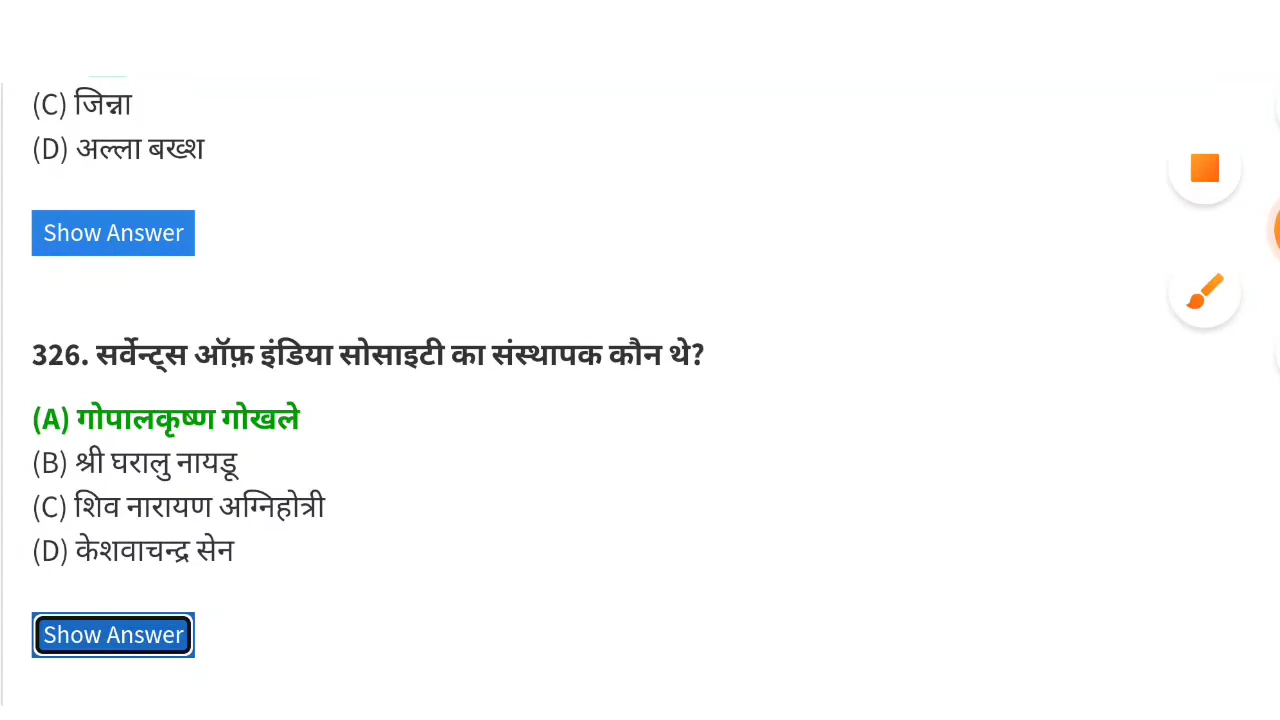 (C) जिन्ना
(D) अल्ला बख्श
Show Answer
326. सर्वेन्ट्स ऑफ़ इंडिया सोसाइटी का संस्थापक कौन थे?
(A) गोपालकृष्ण गोखले
(B) श्री घरालु नायडू
(C) शिव नारायण अग्निहोत्री
(D) केशवाचन्द्र सेन
Show Answer